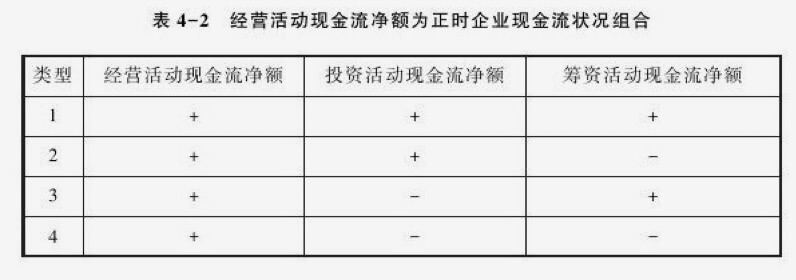 表 4-2 经营活动现金流净额为正时企业现金流状况组合
类型 经营活动现金流净额 投资活动现金流净额 筹资活动现金流净额
1 + + +
2 + + −
3 + − +
4 + − −